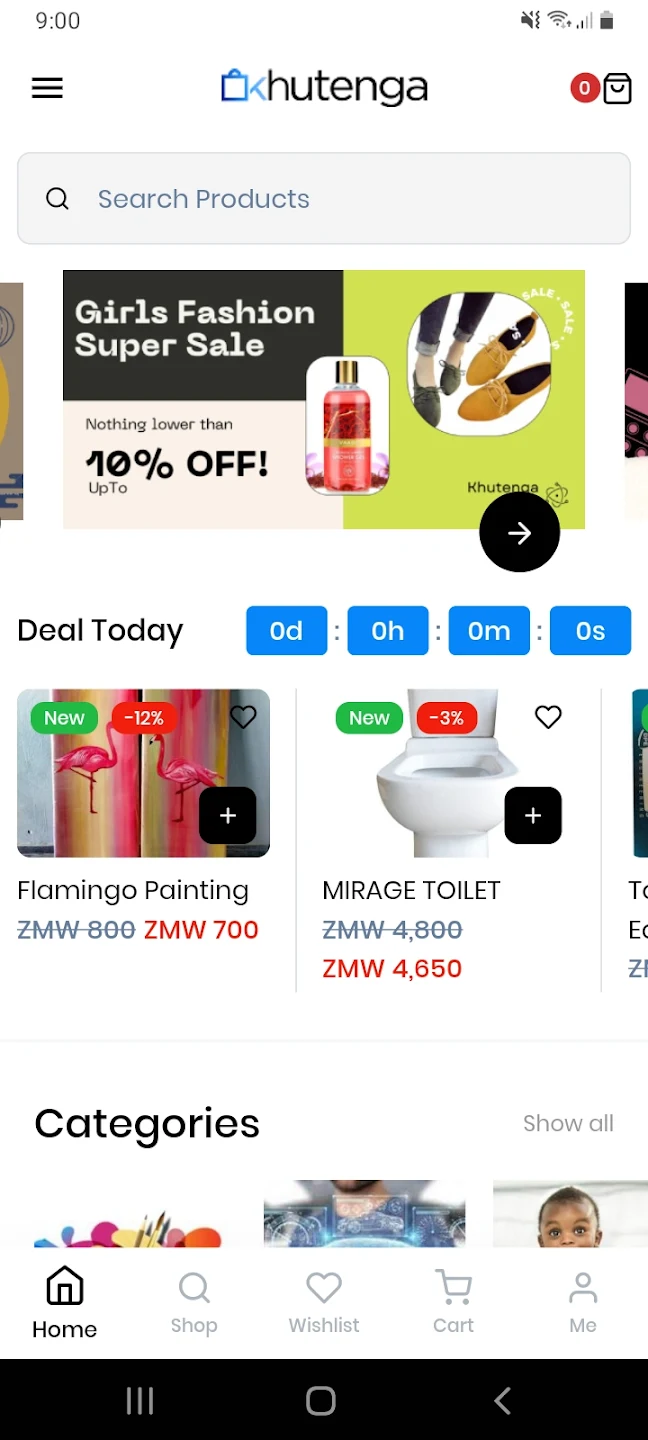 9:00
khutenga
0
Search Products
Girls Fashion
Super Sale
SALE • SALE
Nothing lower than
10% OFF!
UpTo
Khutenga
Deal Today
0d : 0h : 0m : 0s
New
-12%
New
-3%
Flamingo Painting
MIRAGE TOILET
ZMW 800 ZMW 700
ZMW 4,800
ZMW 4,650
Categories
Show all
Home
Shop
Wishlist
Cart
Me